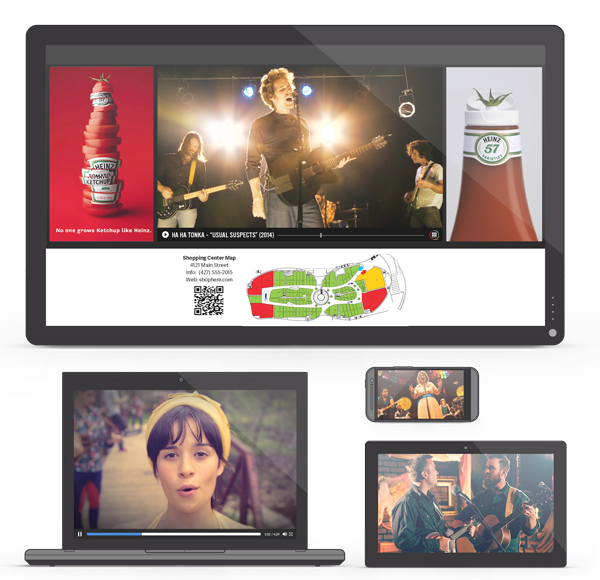 HEINZ
TOMATO
KETCHUP
No one grows Ketchup like Heinz.
HA HA TONKA - "USUAL SUSPECTS" (2014)
HEINZ
57
VARIETIES
Shopping Center Map
4121 Main Street
Info: (427) 555-2015
Web: shophere.com